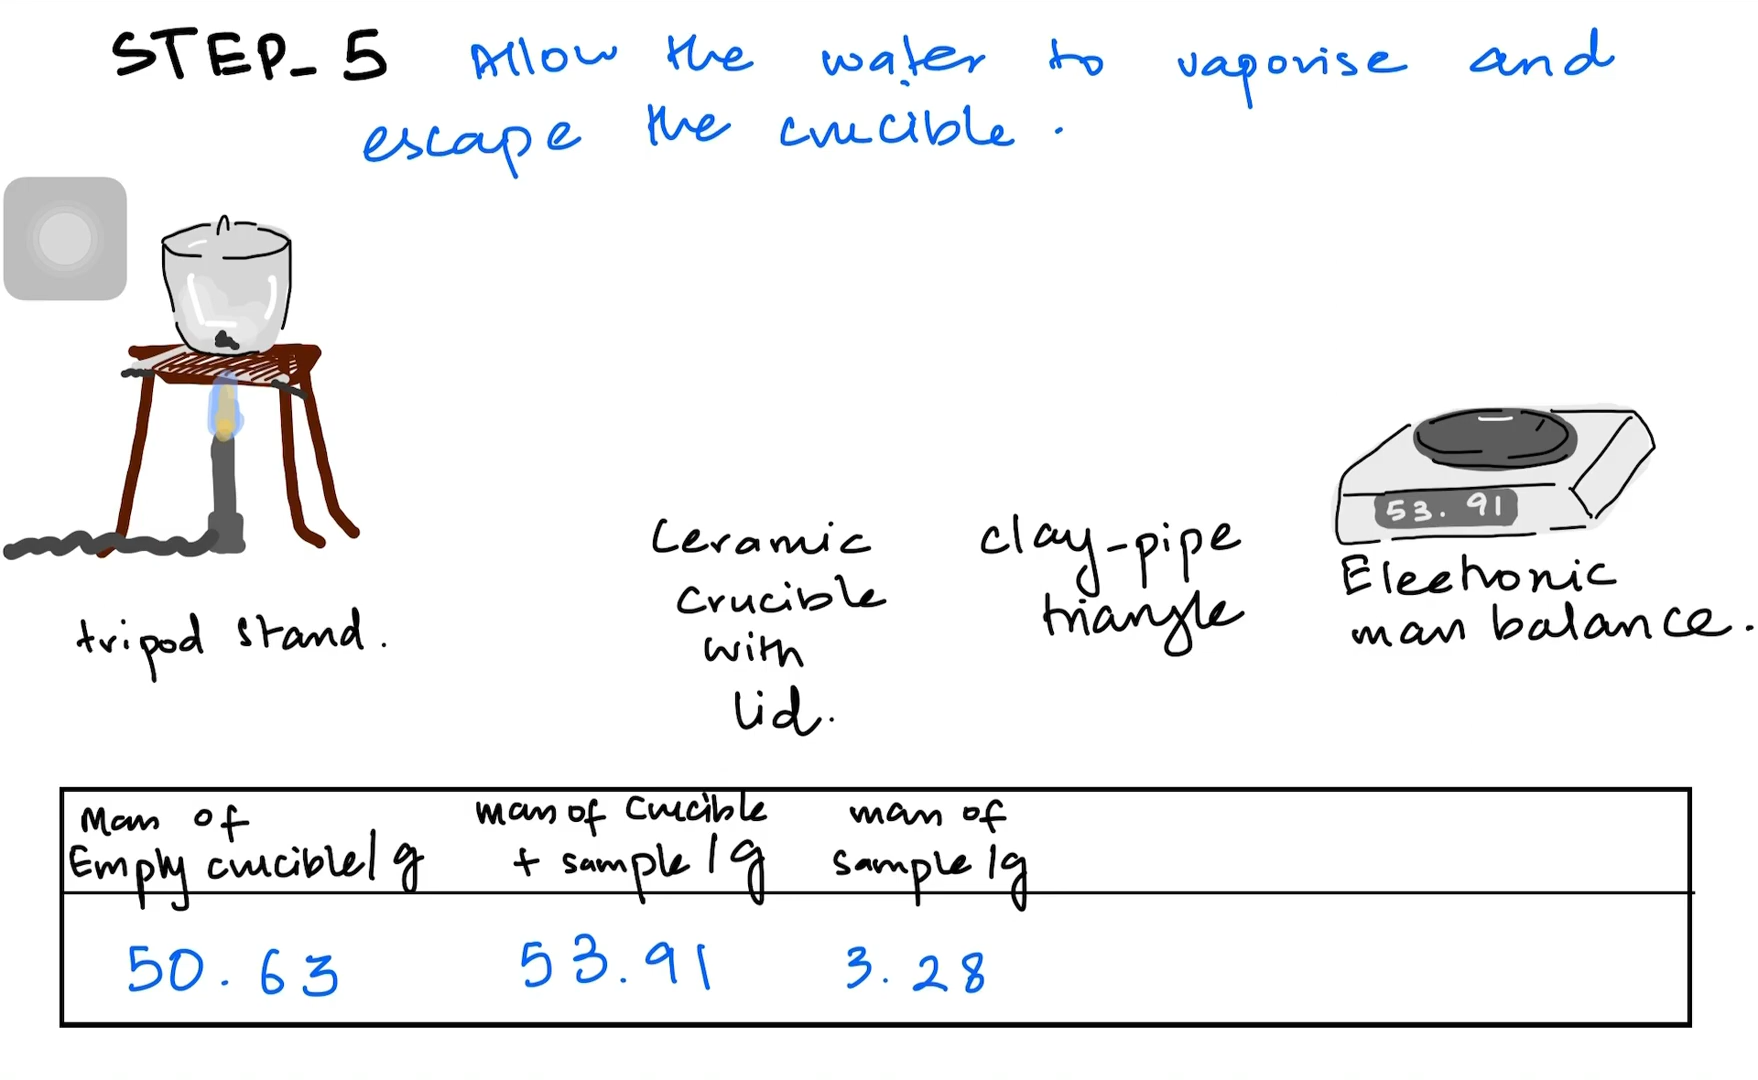 STEP-5 Allow the water to vaporise and
escape the crucible.
53.91
tripod stand.
Ceramic
crucible
with
lid.
clay-pipe
triangle
Electronic
mass balance.
Mass of
Empty crucible/g
mass of crucible
+ sample/g
mass of
sample/g
50.63
53.91
3.28